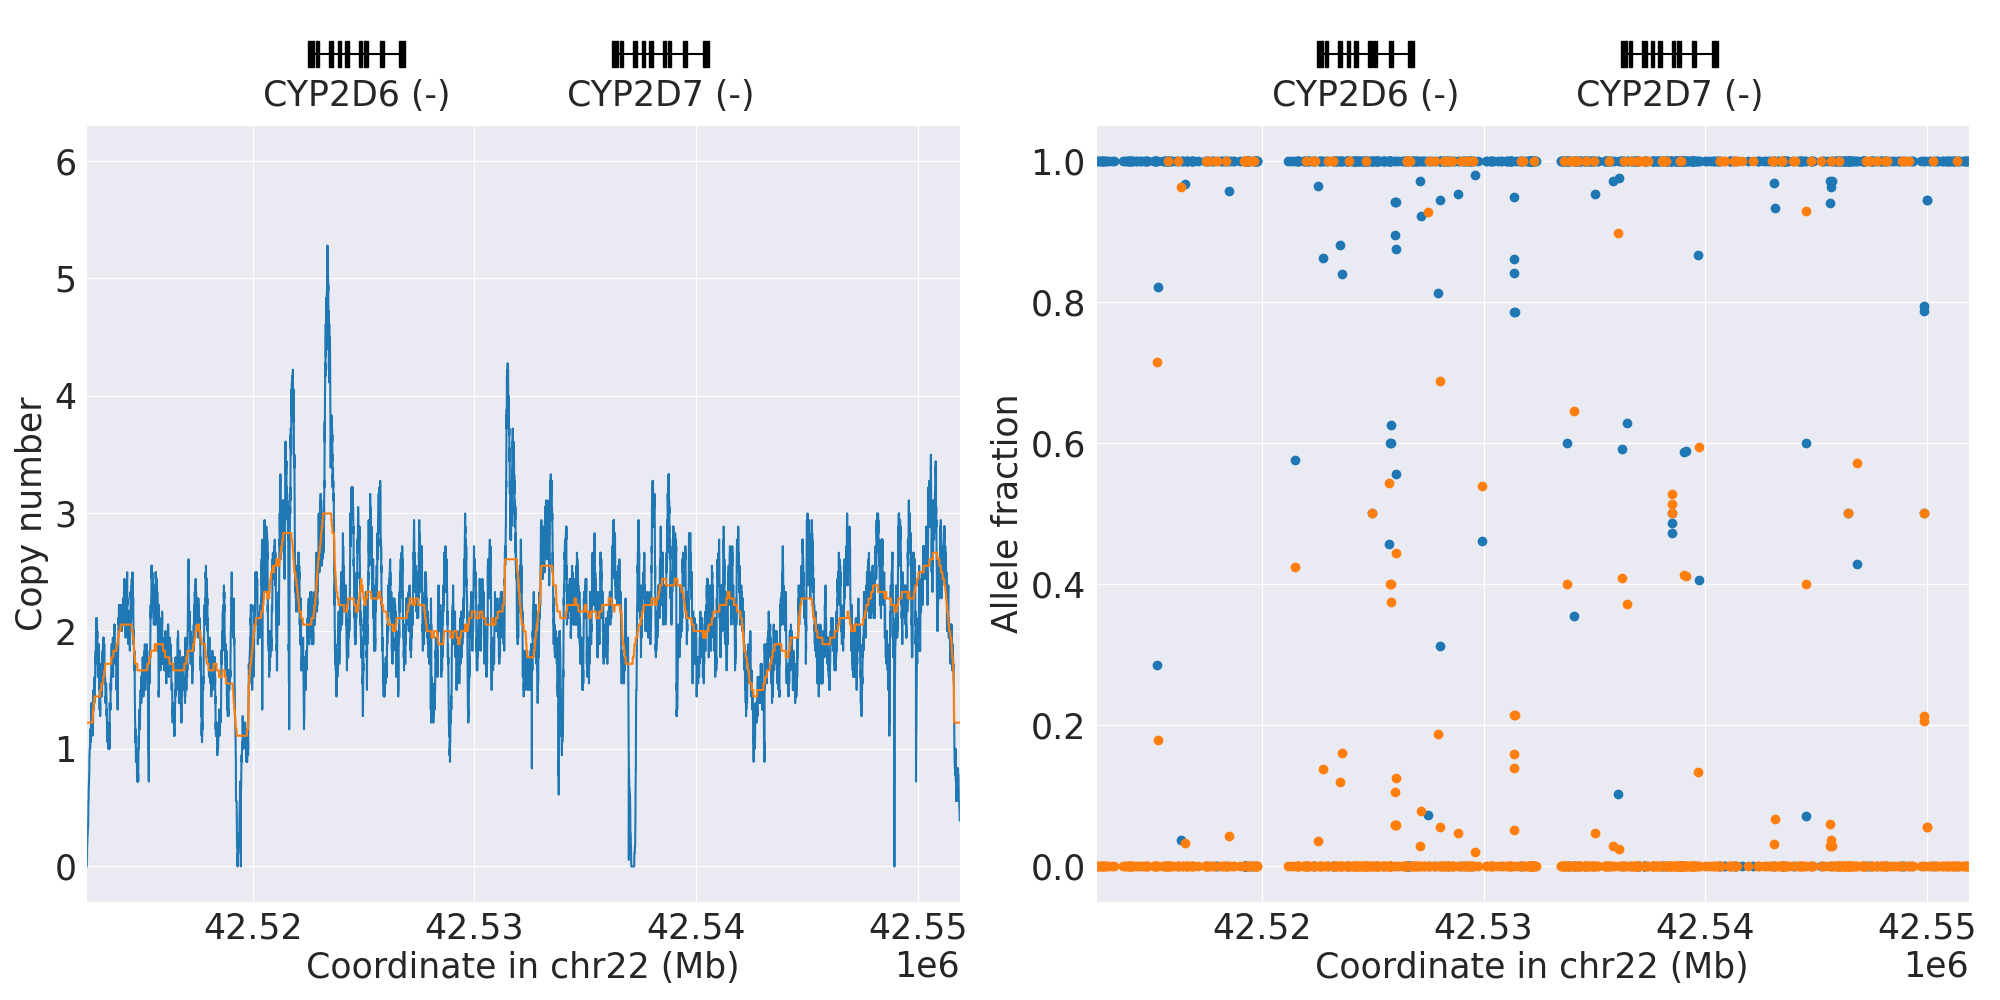 CYP2D6 (-) CYP2D7 (-)
6
5
4
3
2
1
0
Copy number
42.52 42.53 42.54 42.55
Coordinate in chr22 (Mb) 1e6
CYP2D6 (-) CYP2D7 (-)
1.0
0.8
0.6
0.4
0.2
0.0
Allele fraction
42.52 42.53 42.54 42.55
Coordinate in chr22 (Mb) 1e6